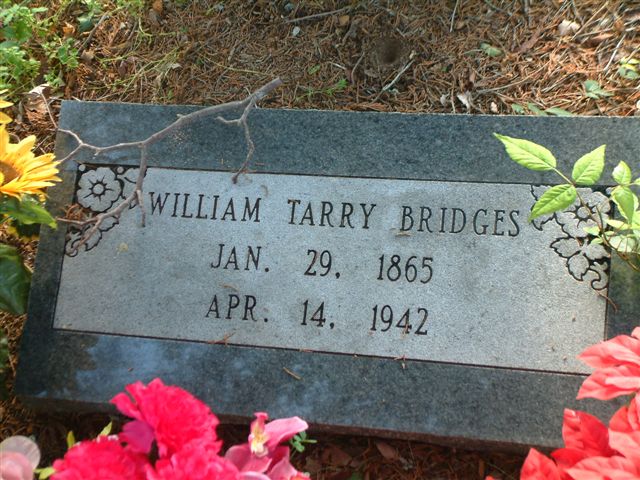 WILLIAM TARRY BRIDGES
JAN. 29, 1865
APR. 14, 1942